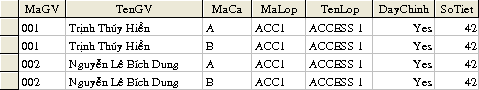 MaGV TenGV MaCa MaLop TenLop DayChinh SoTiet
001 Trịnh Thúy Hiền A ACC1 ACCESS 1 Yes 42
001 Trịnh Thúy Hiền B ACC1 ACCESS 1 Yes 42
002 Nguyễn Lê Bích Dung B ACC1 ACCESS 1 Yes 42
002 Nguyễn Lê Bích Dung A ACC1 ACCESS 1 Yes 42